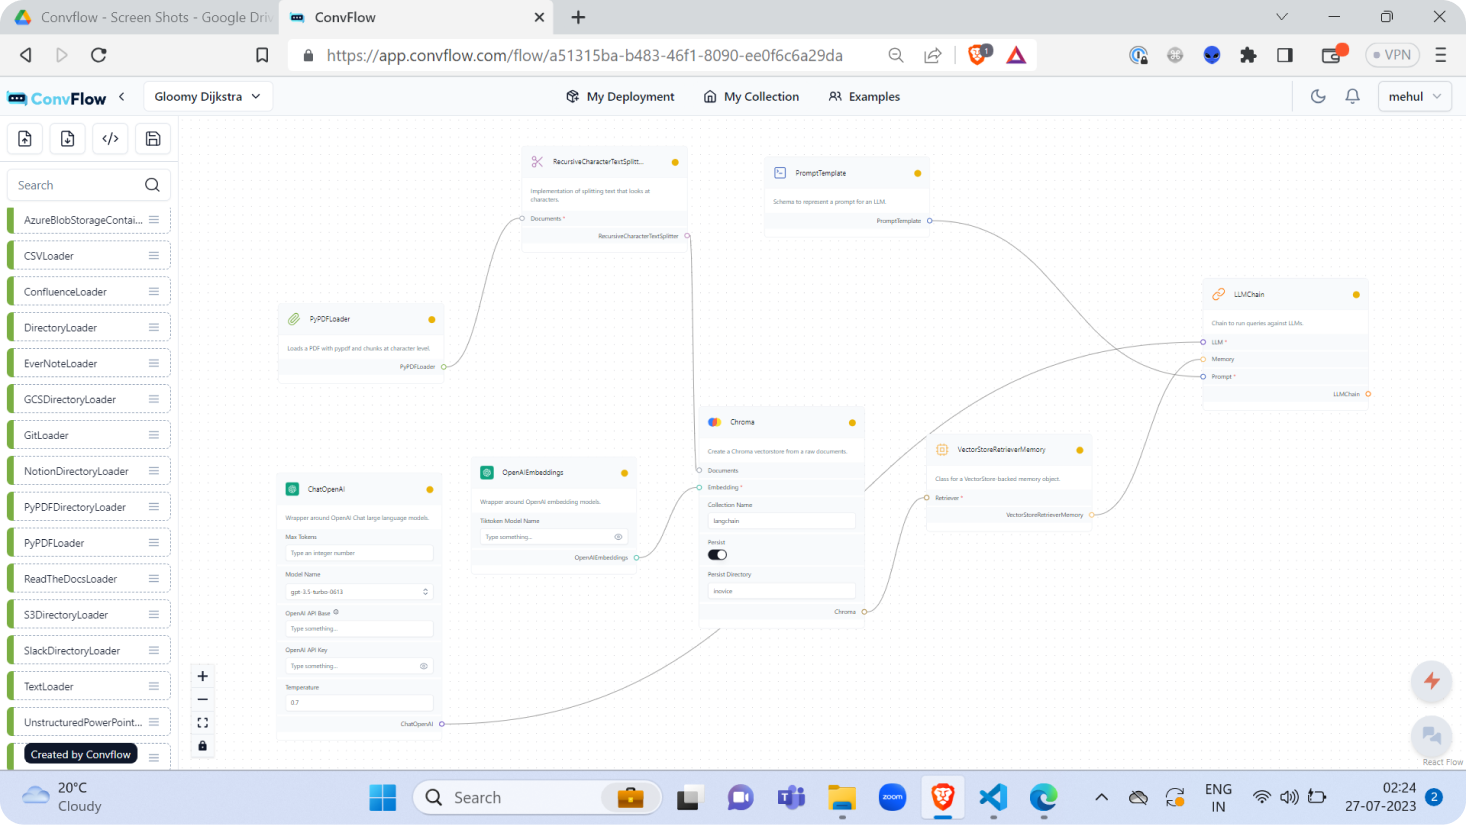 Convflow - Screen Shots - Google Driv
ConvFlow
https://app.convflow.com/flow/a51315ba-b483-46f1-8090-ee0f6c6a29da
1
VPN
ConvFlow
Gloomy Dijkstra
My Deployment
My Collection
Examples
mehul
Search
AzureBlobStorageContai...
CSVLoader
ConfluenceLoader
DirectoryLoader
EverNoteLoader
GCSDirectoryLoader
GitLoader
NotionDirectoryLoader
PyPDFDirectoryLoader
PyPDFLoader
ReadTheDocsLoader
S3DirectoryLoader
SlackDirectoryLoader
TextLoader
UnstructuredPowerPoint...
Created by Convflow
RecursiveCharacterTextSplitt...
Implementation of splitting text that looks at
characters.
Documents *
RecursiveCharacterTextSplitter
PromptTemplate
Schema to represent a prompt for an LLM.
PromptTemplate
PyPDFLoader
Loads a PDF with pypdf and chunks at character level.
PyPDFLoader
LLMChain
Chain to run queries against LLMs.
LLM *
Memory
Prompt *
LLMChain
Chroma
Create a Chroma vectorstore from a raw documents.
Documents
Embedding *
Collection Name
langchain
Persist
Persist Directory
inovice
Chroma
VectorStoreRetrieverMemory
Class for a VectorStore-backed memory object.
Retriever *
VectorStoreRetrieverMemory
OpenAIEmbeddings
Wrapper around OpenAI embedding models.
Tiktoken Model Name
Type something...
OpenAIEmbeddings
ChatOpenAI
Wrapper around OpenAI Chat large language models.
Max Tokens
Type an integer number
Model Name
gpt-3.5-turbo-0613
OpenAI API Base
Type something...
OpenAI API Key
Type something...
Temperature
0.7
ChatOpenAI
React Flow
20°C
Cloudy
Search
zoom
ENG
IN
02:24
27-07-2023
2